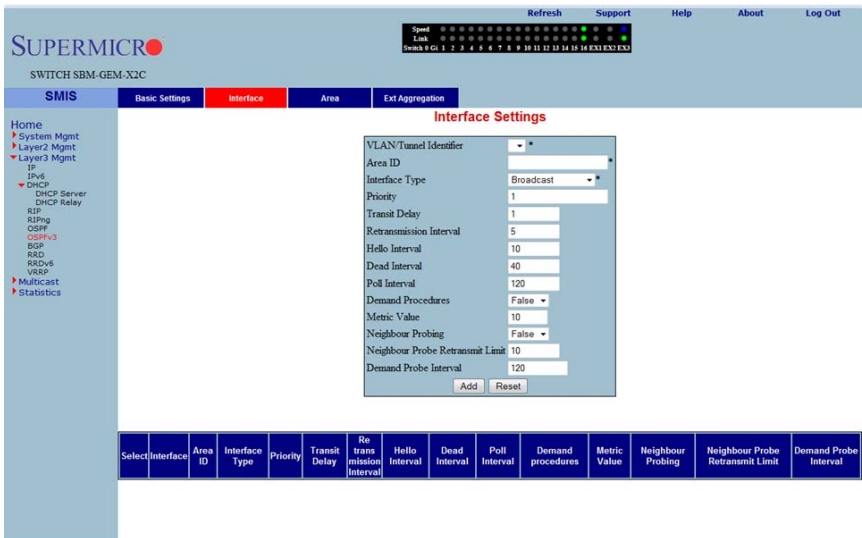 Refresh Support Help About Log Out
Speed
Link
Switch 0 Gi 1 2 3 4 5 6 7 8 9 10 11 12 13 14 15 16 EX1 EX2 EX3
SUPERMICRO
SWITCH SBM-GEM-X2C
SMIS
Basic Settings Interface Area Ext Aggregation
Home
System Mgmt
Layer2 Mgmt
Layer3 Mgmt
IP
IPv6
DHCP
DHCP Server
DHCP Relay
RIP
RIPng
OSPF
OSPFv3
BGP
RRD
RRDv6
VRRP
Multicast
Statistics
Interface Settings
VLAN/Tunnel Identifier *
Area ID *
Interface Type Broadcast *
Priority 1
Transit Delay 1
Retransmission Interval 5
Hello Interval 10
Dead Interval 40
Poll Interval 120
Demand Procedures False
Metric Value 10
Neighbour Probing False
Neighbour Probe Retransmit Limit 10
Demand Probe Interval 120
Add Reset
Select Interface Area ID Interface Type Priority Transit Delay Re trans mission Interval Hello Interval Dead Interval Poll Interval Demand procedures Metric Value Neighbour Probing Neighbour Probe Retransmit Limit Demand Probe Interval